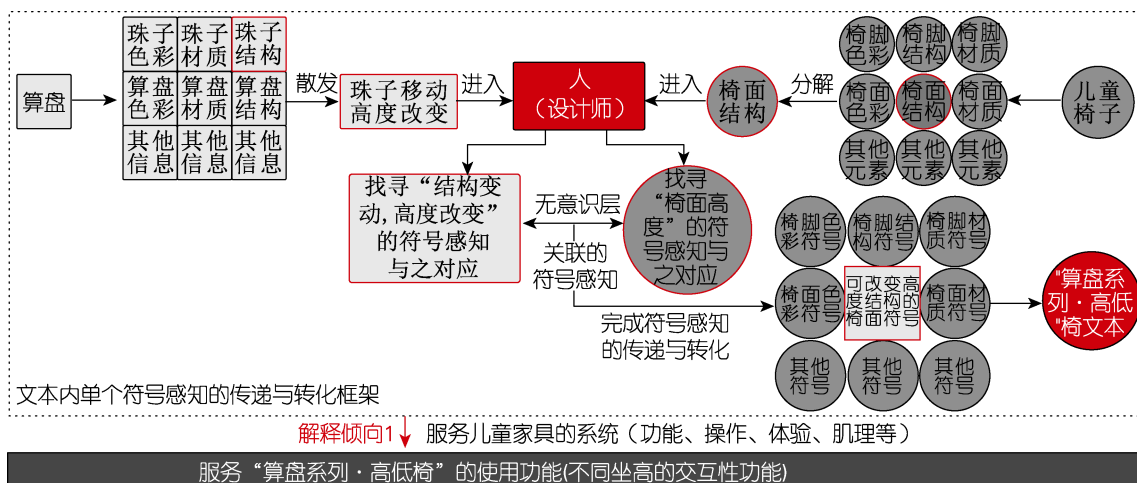 算盘
珠子
色彩
珠子
材质
珠子
结构
算盘
色彩
算盘
材质
算盘
结构
其他
信息
其他
信息
其他
信息
散发
珠子移动
高度改变
进入
人
（设计师）
进入
椅面
结构
分解
椅脚
色彩
椅脚
结构
椅脚
材质
椅面
色彩
椅面
结构
椅面
材质
其他
元素
其他
元素
其他
元素
儿童
椅子
找寻“结构变
动,高度改变”
的符号感知
与之对应
无意识层
关联的
符号感知
找寻
“椅面高
度”的符
号感知与
之对应
完成符号感知
的传递与转化
椅脚色
彩符号
椅脚结
构符号
椅脚材
质符号
椅面色
彩符号
可改变高
度结构的
椅面符号
椅面材
质符号
其他
符号
其他
符号
其他
符号
"算盘系
列·高低
"椅文本
文本内单个符号感知的传递与转化框架
解释倾向1 服务儿童家具的系统（功能、操作、体验、肌理等）
服务“算盘系列·高低椅”的使用功能(不同坐高的交互性功能)